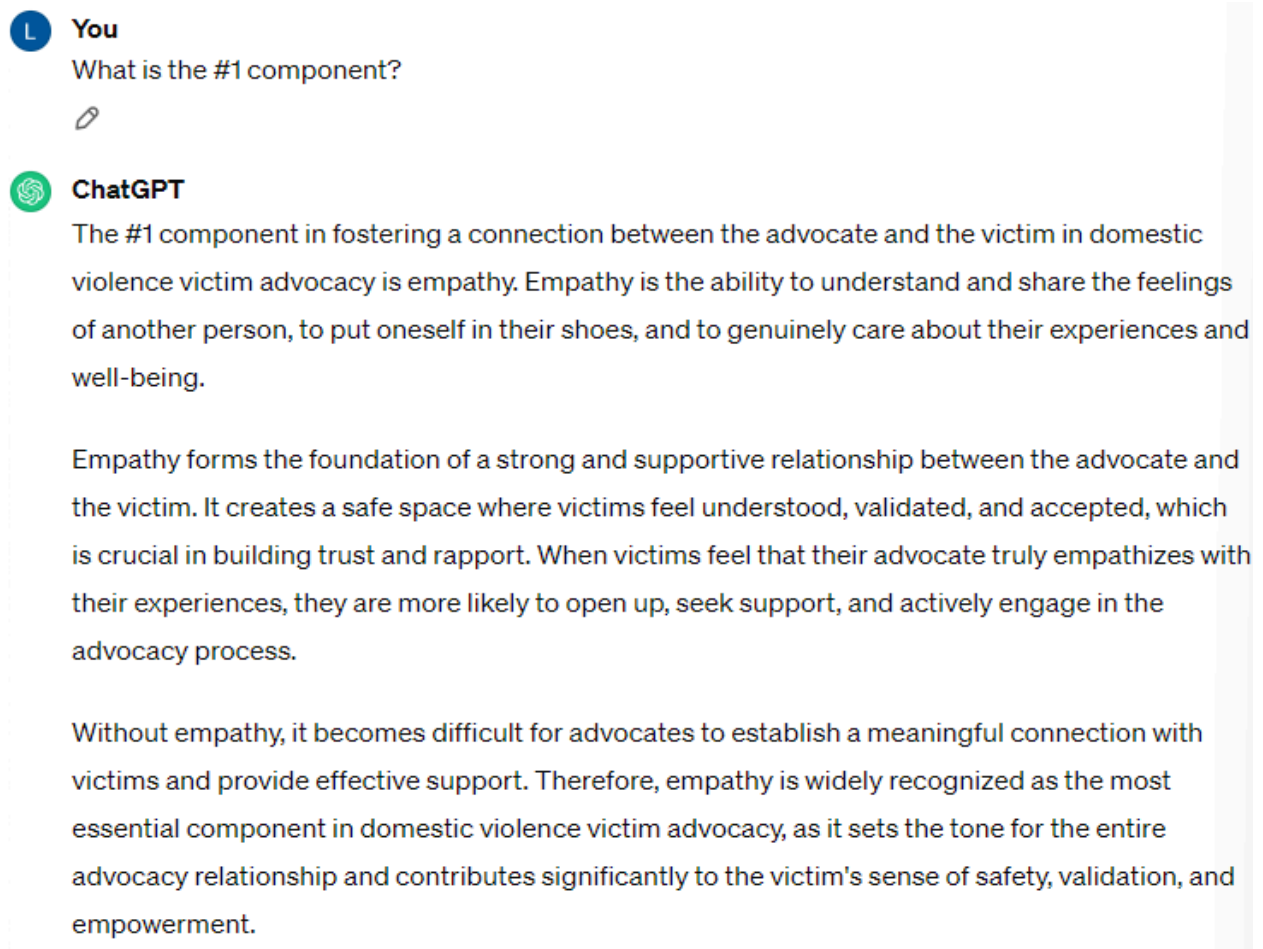 L
You
What is the #1 component?
ChatGPT
The #1 component in fostering a connection between the advocate and the victim in domestic
violence victim advocacy is empathy. Empathy is the ability to understand and share the feelings
of another person, to put oneself in their shoes, and to genuinely care about their experiences and
well-being.
Empathy forms the foundation of a strong and supportive relationship between the advocate and
the victim. It creates a safe space where victims feel understood, validated, and accepted, which
is crucial in building trust and rapport. When victims feel that their advocate truly empathizes with
their experiences, they are more likely to open up, seek support, and actively engage in the
advocacy process.
Without empathy, it becomes difficult for advocates to establish a meaningful connection with
victims and provide effective support. Therefore, empathy is widely recognized as the most
essential component in domestic violence victim advocacy, as it sets the tone for the entire
advocacy relationship and contributes significantly to the victim's sense of safety, validation, and
empowerment.